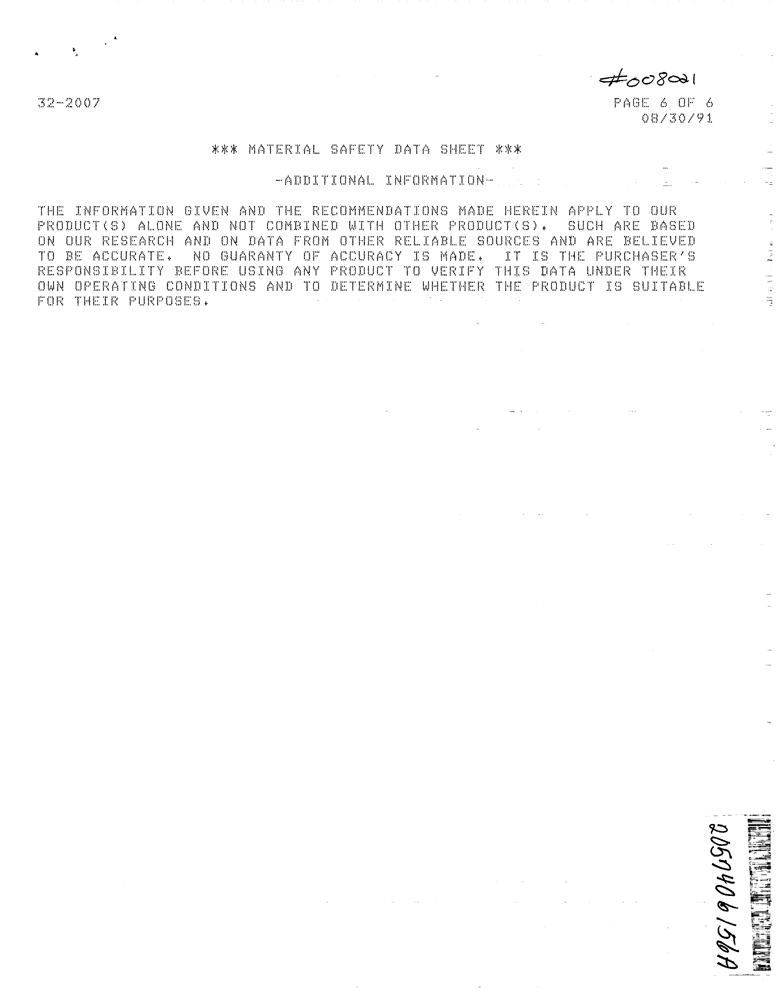 #008021
32-2007
PAGE 6 OF 6
08/30/91
*** MATERIAL SAFETY DATA SHEET ***
-ADDITIONAL INFORMATION-
THE INFORMATION GIVEN AND THE RECOMMENDATIONS MADE HEREIN APPLY TO OUR
PRODUCT(S) ALONE AND NOT COMBINED WITH OTHER PRODUCT(S).  SUCH ARE BASED
ON OUR RESEARCH AND ON DATA FROM OTHER RELIABLE SOURCES AND ARE BELIEVED
TO BE ACCURATE.  NO GUARANTY OF ACCURACY IS MADE.  IT IS THE PURCHASER'S
RESPONSIBILITY BEFORE USING ANY PRODUCT TO VERIFY THIS DATA UNDER THEIR
OWN OPERATING CONDITIONS AND TO DETERMINE WHETHER THE PRODUCT IS SUITABLE
FOR THEIR PURPOSES.
2057406156A